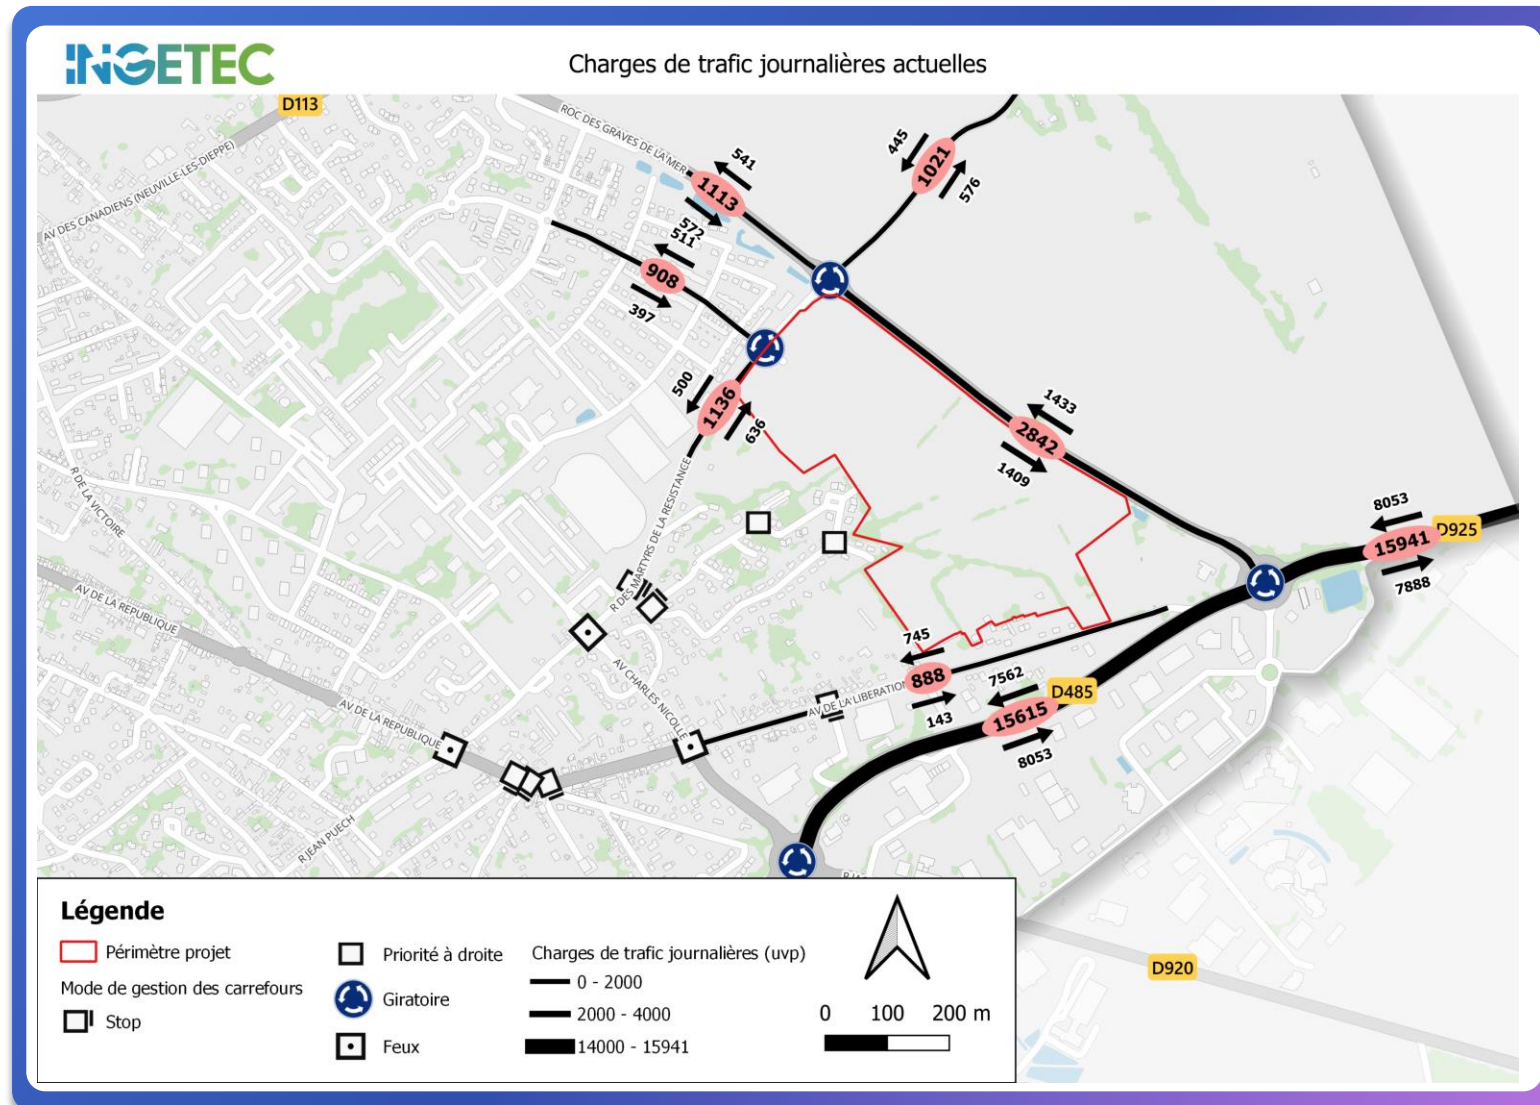 INGETEC
Charges de trafic journalières actuelles
D113
ROC DES GRAVES DE LA MER
AV DES CANADIENS (NEUVILLE-LES-DIEPPE)
541
1113
572
445
1021
576
511
908
397
500
1136
636
1433
2842
1409
R DE LA VICTOIRE
R DES MARTYRS DE LA RESISTANCE
8053
D925
15941
7888
AV DE LA REPUBLIQUE
AV CHARLES NICOLLE
745
888
143
AV DE LA LIBERATION
7562
D485
15615
8053
AV DE LA REPUBLIQUE
R JEAN PUECH
D920
Légende
Périmètre projet
Mode de gestion des carrefours
Stop
Priorité à droite
Giratoire
Feux
Charges de trafic journalières (uvp)
0 - 2000
2000 - 4000
14000 - 15941
0 100 200 m